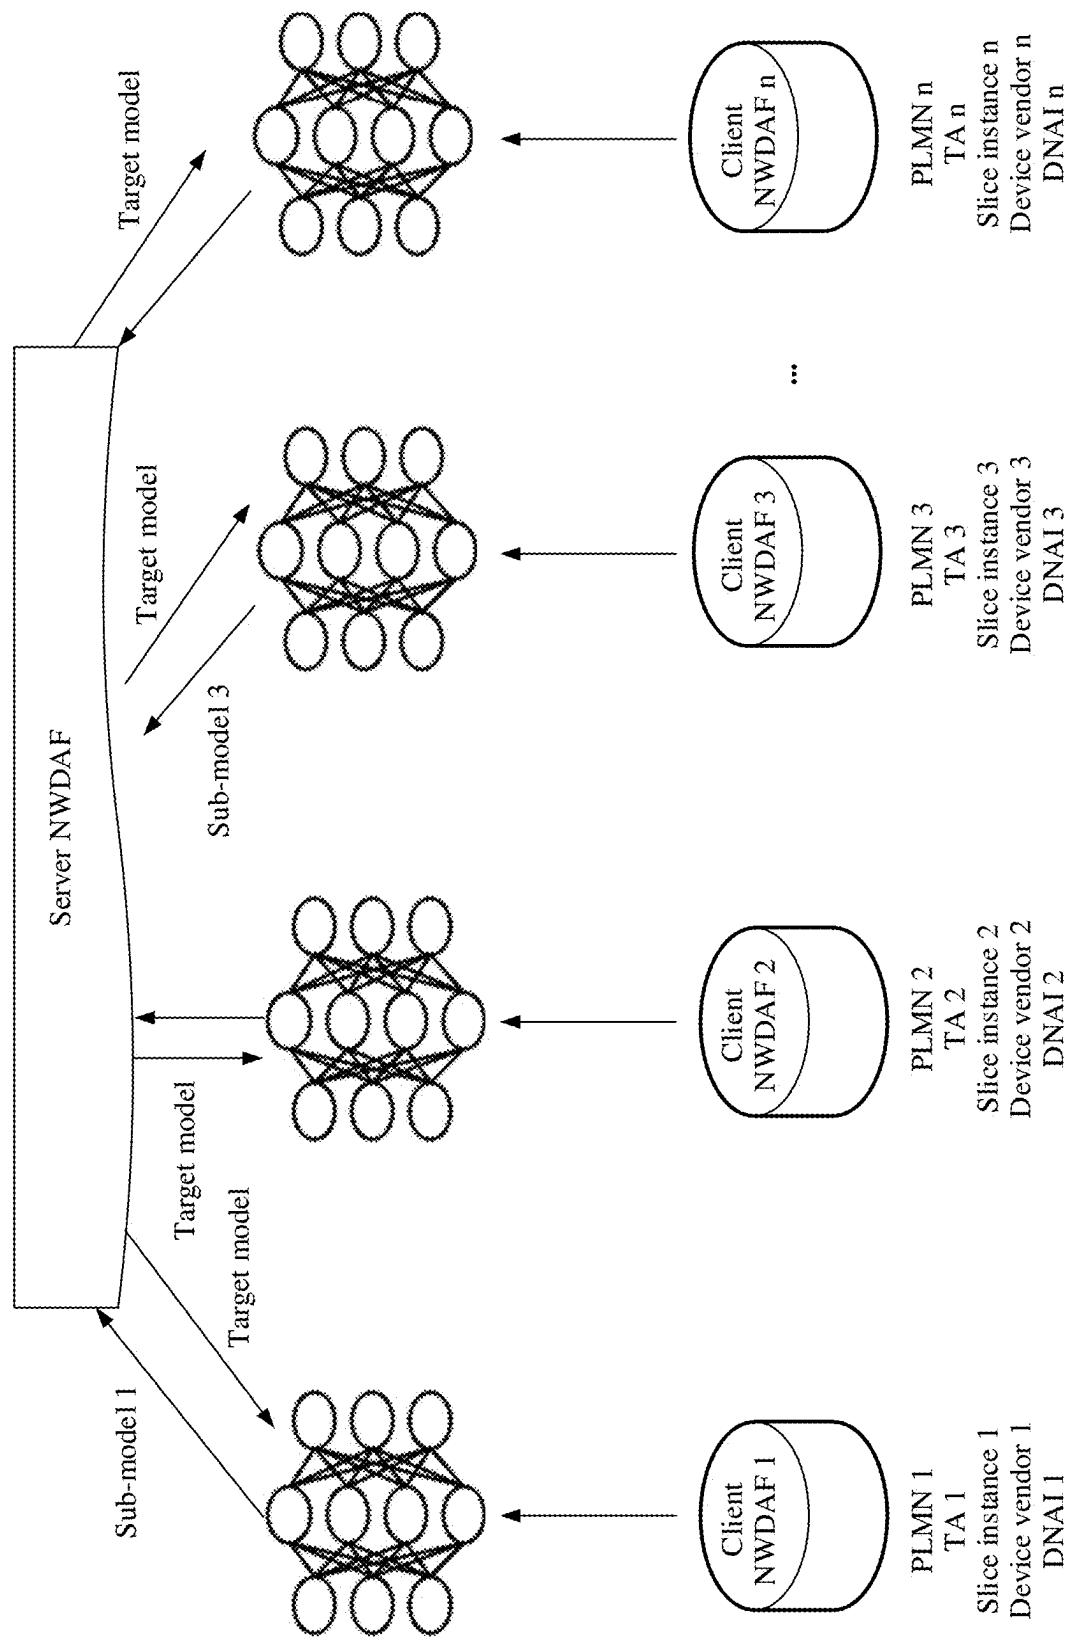 Server NWDAF
Sub-model 1
Target model
Target model
Sub-model 3
Target model
Target model
Client
NWDAF 1
Client
NWDAF 2
Client
NWDAF 3
...
Client
NWDAF n
PLMN 1
TA 1
Slice instance 1
Device vendor 1
DNAI 1
PLMN 2
TA 2
Slice instance 2
Device vendor 2
DNAI 2
PLMN 3
TA 3
Slice instance 3
Device vendor 3
DNAI 3
PLMN n
TA n
Slice instance n
Device vendor n
DNAI n